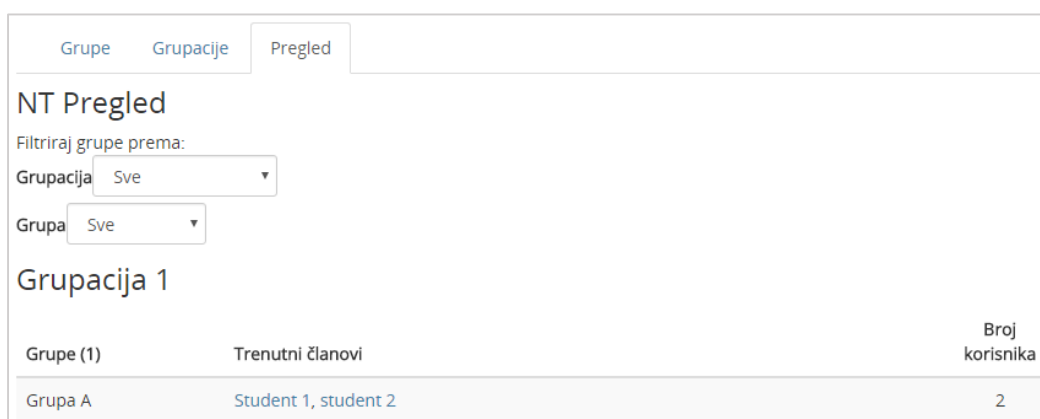 Grupe Grupacije Pregled
NT Pregled
Filtriraj grupe prema:
Grupacija Sve
Grupa Sve
Grupacija 1
Grupe (1) Trenutni članovi Broj korisnika
Grupa A Student 1, student 2 2